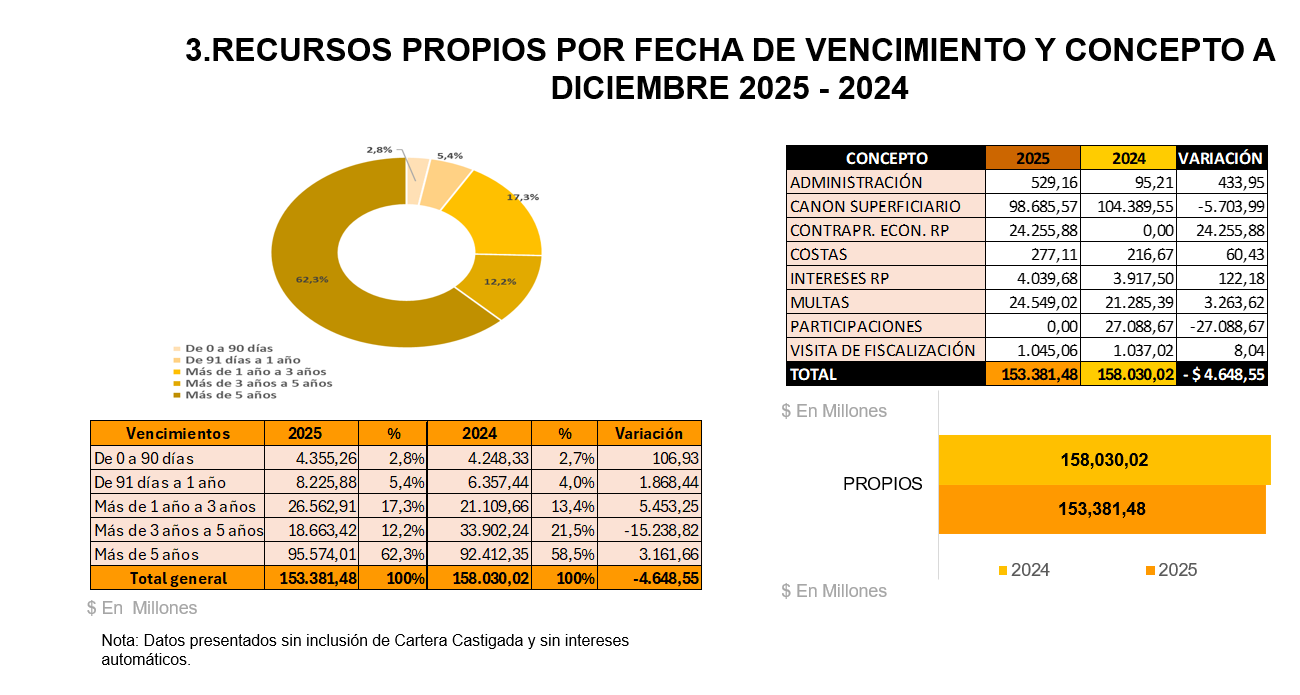 3.RECURSOS PROPIOS POR FECHA DE VENCIMIENTO Y CONCEPTO A
DICIEMBRE 2025 - 2024
2,8%
5,4%
17,3%
12,2%
62,3%
De 0 a 90 días
De 91 días a 1 año
Más de 1 año a 3 años
Más de 3 años a 5 años
Más de 5 años
Vencimientos 2025 % 2024 % Variación
De 0 a 90 días 4.355,26 2,8% 4.248,33 2,7% 106,93
De 91 días a 1 año 8.225,88 5,4% 6.357,44 4,0% 1.868,44
Más de 1 año a 3 años 26.562,91 17,3% 21.109,66 13,4% 5.453,25
Más de 3 años a 5 años 18.663,42 12,2% 33.902,24 21,5% -15.238,82
Más de 5 años 95.574,01 62,3% 92.412,35 58,5% 3.161,66
Total general 153.381,48 100% 158.030,02 100% -4.648,55
$ En Millones
Nota: Datos presentados sin inclusión de Cartera Castigada y sin intereses
automáticos.
CONCEPTO 2025 2024 VARIACIÓN
ADMINISTRACIÓN 529,16 95,21 433,95
CANON SUPERFICIARIO 98.685,57 104.389,55 -5.703,99
CONTRAPR. ECON. RP 24.255,88 0,00 24.255,88
COSTAS 277,11 216,67 60,43
INTERESES RP 4.039,68 3.917,50 122,18
MULTAS 24.549,02 21.285,39 3.263,62
PARTICIPACIONES 0,00 27.088,67 -27.088,67
VISITA DE FISCALIZACIÓN 1.045,06 1.037,02 8,04
TOTAL 153.381,48 158.030,02 - $ 4.648,55
$ En Millones
158,030,02
PROPIOS
153,381,48
2024 2025
$ En Millones